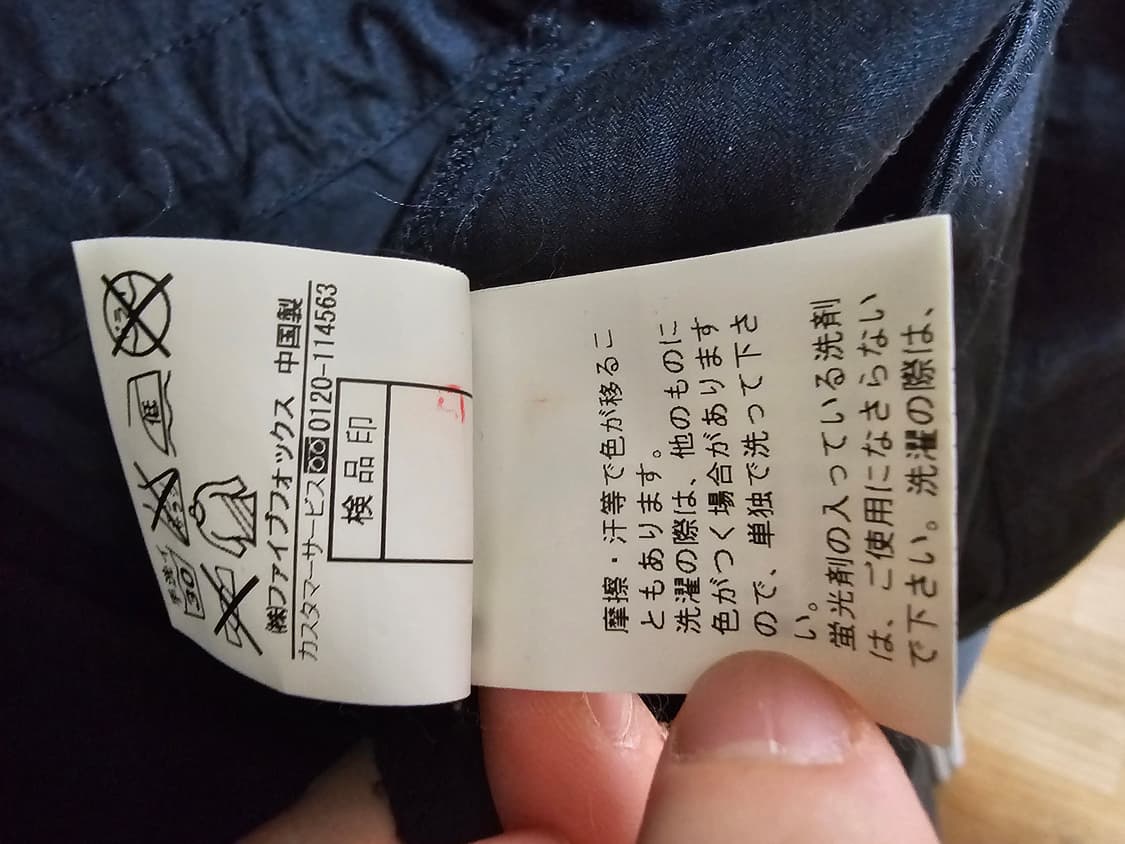 手洗イ
30
低
㈱ファイブフォックス 中国製
カスタマーサービス 0120-114563
検品印
摩擦・汗等で色が移るこ
ともあります。
洗濯の際は、他のものに
色がつく場合があります
ので、単独で洗って下さ
い。
蛍光剤の入っている洗剤
は、ご使用になさらない
で下さい。洗濯の際は、